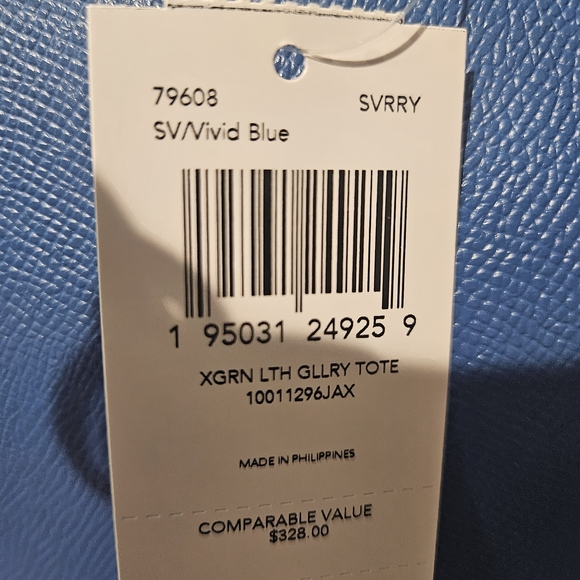 79608 SVRRY
SV/Vivid Blue
1 95031 24925 9
XGRN LTH GLLRY TOTE
10011296JAX
MADE IN PHILIPPINES
COMPARABLE VALUE
$328.00